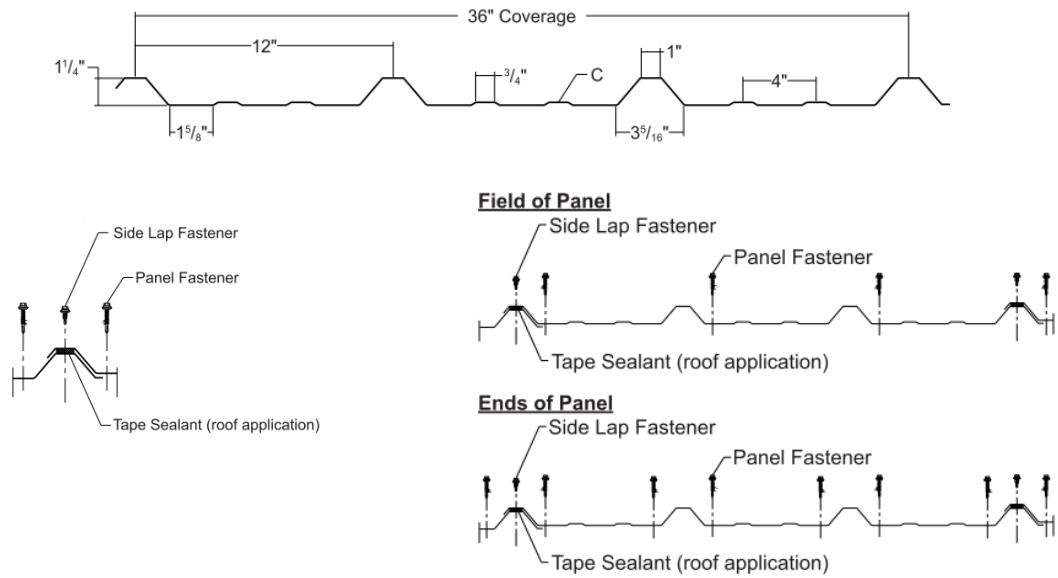 36" Coverage
12"
1"
1 1/4"
3/4"
C
4"
1 5/8"
3 5/16"
Side Lap Fastener
Panel Fastener
Tape Sealant (roof application)
Field of Panel
Side Lap Fastener
Panel Fastener
Tape Sealant (roof application)
Ends of Panel
Side Lap Fastener
Panel Fastener
Tape Sealant (roof application)